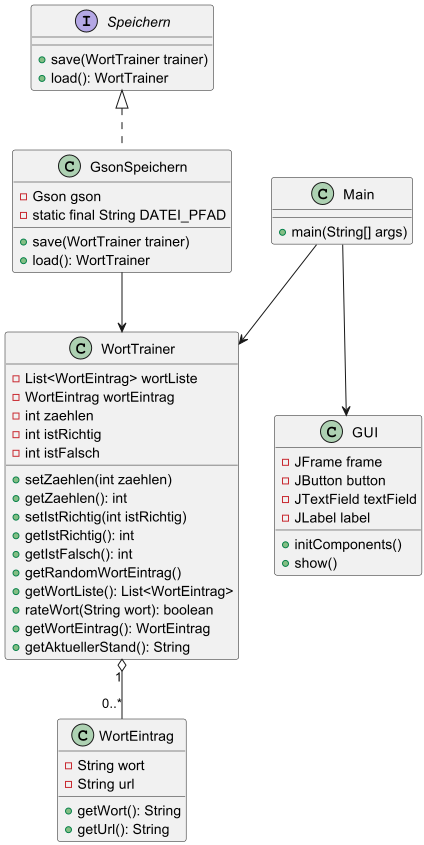 I Speichern
save(WortTrainer trainer)
load(): WortTrainer
C GsonSpeichern
Gson gson
static final String DATEI_PFAD
save(WortTrainer trainer)
load(): WortTrainer
C Main
main(String[] args)
C WortTrainer
List<WortEintrag> wortListe
WortEintrag wortEintrag
int zaehlen
int istRichtig
int istFalsch
setZaehlen(int zaehlen)
getZaehlen(): int
setIstRichtig(int istRichtig)
getIstRichtig(): int
getIstFalsch(): int
getRandomWortEintrag()
getWortListe(): List<WortEintrag>
rateWort(String wort): boolean
getWortEintrag(): WortEintrag
getAktuellerStand(): String
C GUI
JFrame frame
JButton button
JTextField textField
JLabel label
initComponents()
show()
1
0..*
C WortEintrag
String wort
String url
getWort(): String
getUrl(): String